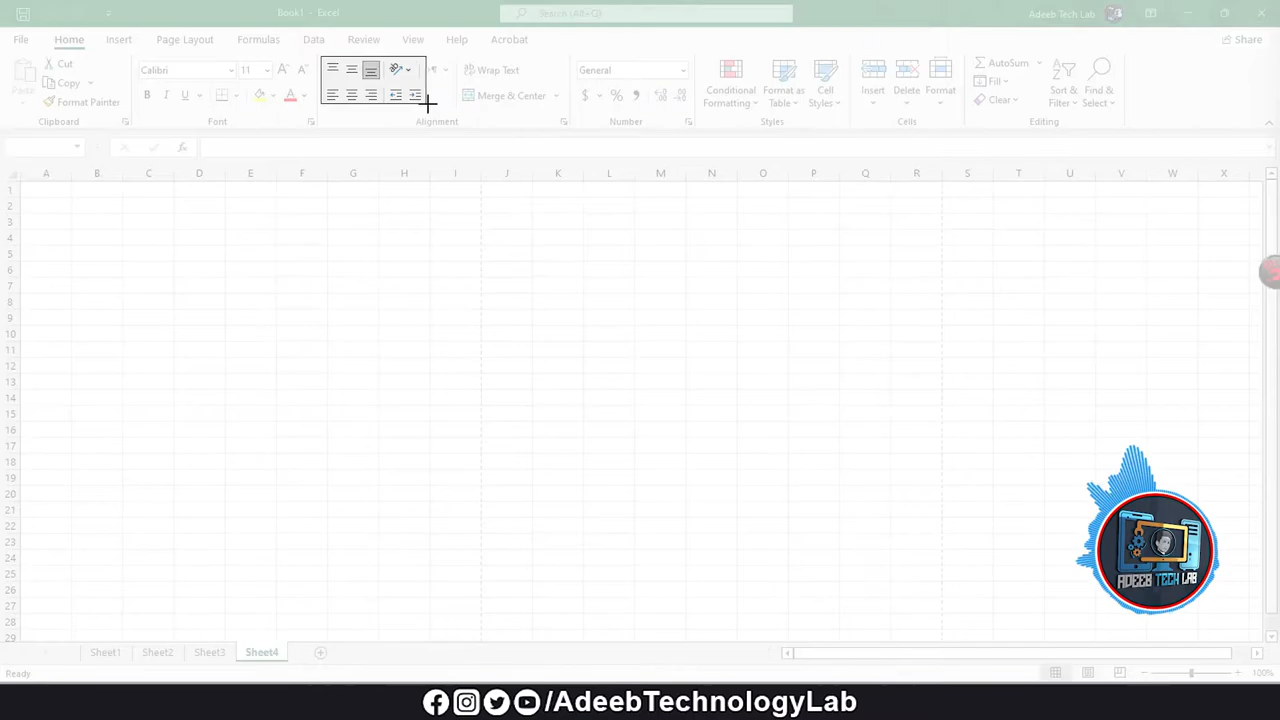 Book1 - Excel
Search (Alt+Q)
Adeeb Tech Lab
File Home Insert Page Layout Formulas Data Review View Help Acrobat
Share
Cut
Copy
Format Painter
Paste
Clipboard
Calibri 11
B I U
Font
Wrap Text
Merge & Center
Alignment
General
$ % ,
Number
Conditional Formatting
Format as Table
Cell Styles
Styles
Insert
Delete
Format
Cells
AutoSum
Fill
Clear
Sort & Filter
Find & Select
Editing
A B C D E F G H I J K L M N O P Q R S T U V W X
1
2
3
4
5
6
7
8
9
10
11
12
13
14
15
16
17
18
19
20
21
22
23
24
25
26
27
28
29
ADEEB TECH LAB
Sheet1 Sheet2 Sheet3 Sheet4
Ready
100%
/AdeebTechnologyLab